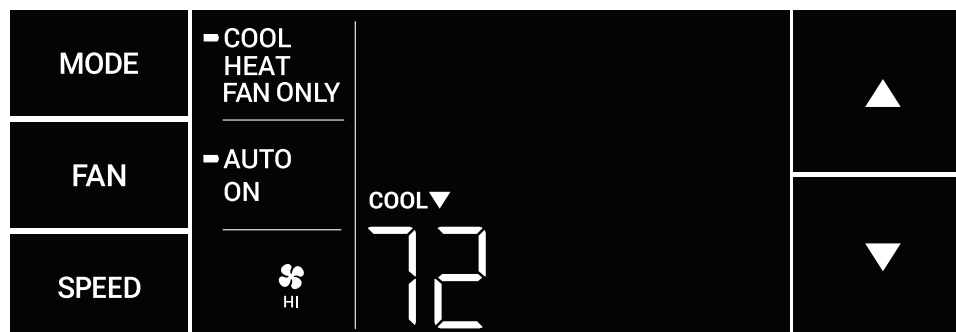 MODE
FAN
SPEED
COOL
HEAT
FAN ONLY
AUTO
ON
HI
COOL
72